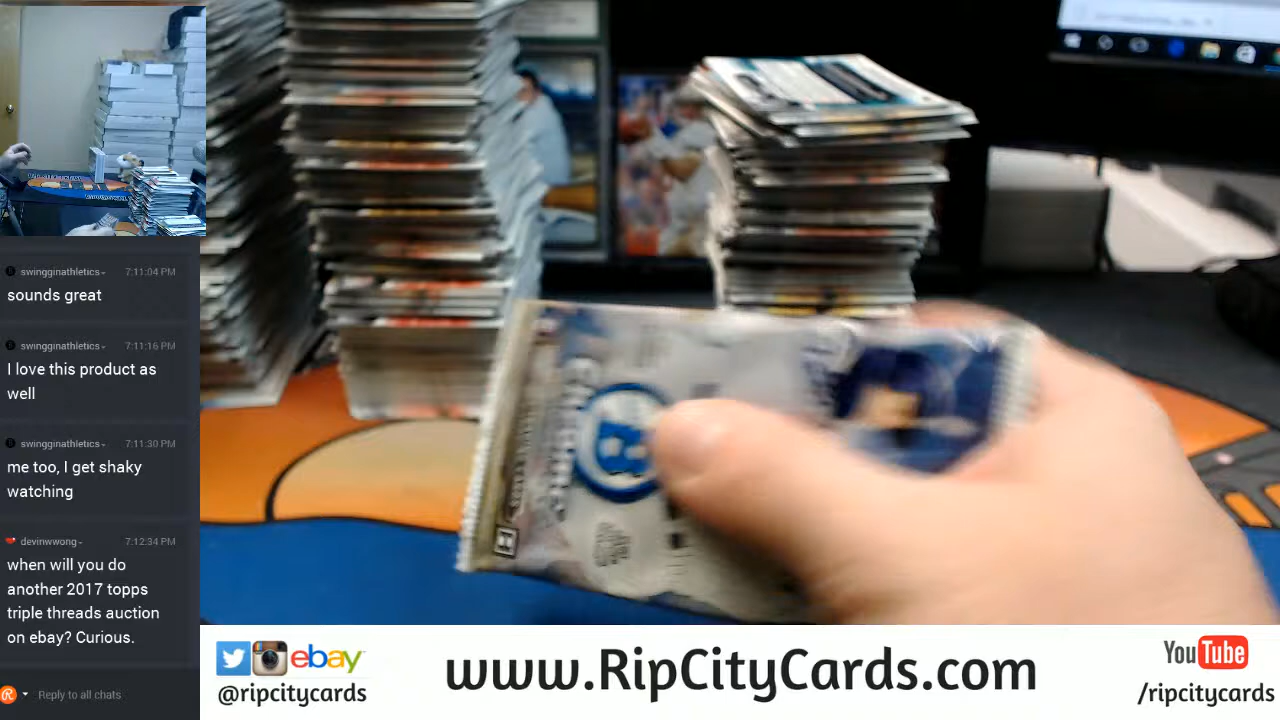 swingginathletics 7:11:04 PM
sounds great
swingginathletics 7:11:16 PM
I love this product as
well
swingginathletics 7:11:30 PM
me too, I get shaky
watching
devinwwong 7:12:34 PM
when will you do
another 2017 topps
triple threads auction
on ebay? Curious.
Reply to all chats
ebay
@ripcitycards
www.RipCityCards.com
YouTube
/ripcitycards